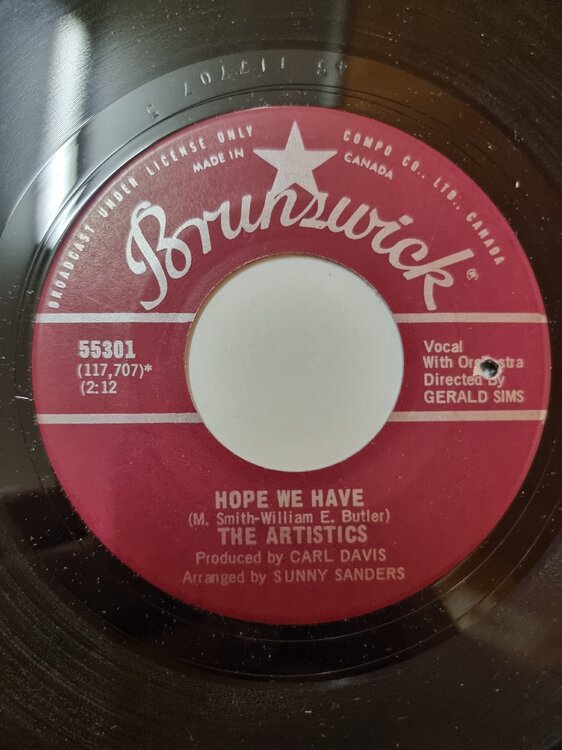 BROADCAST UNDER LICENSE ONLY
COMPO CO., LTD., CANADA
MADE IN CANADA
Brunswick®
55301
(117,707)*
(2:12
Vocal
With Orchestra
Directed By
GERALD SIMS
HOPE WE HAVE
(M. Smith-William E. Butler)
THE ARTISTICS
Produced by CARL DAVIS
Arranged by SUNNY SANDERS